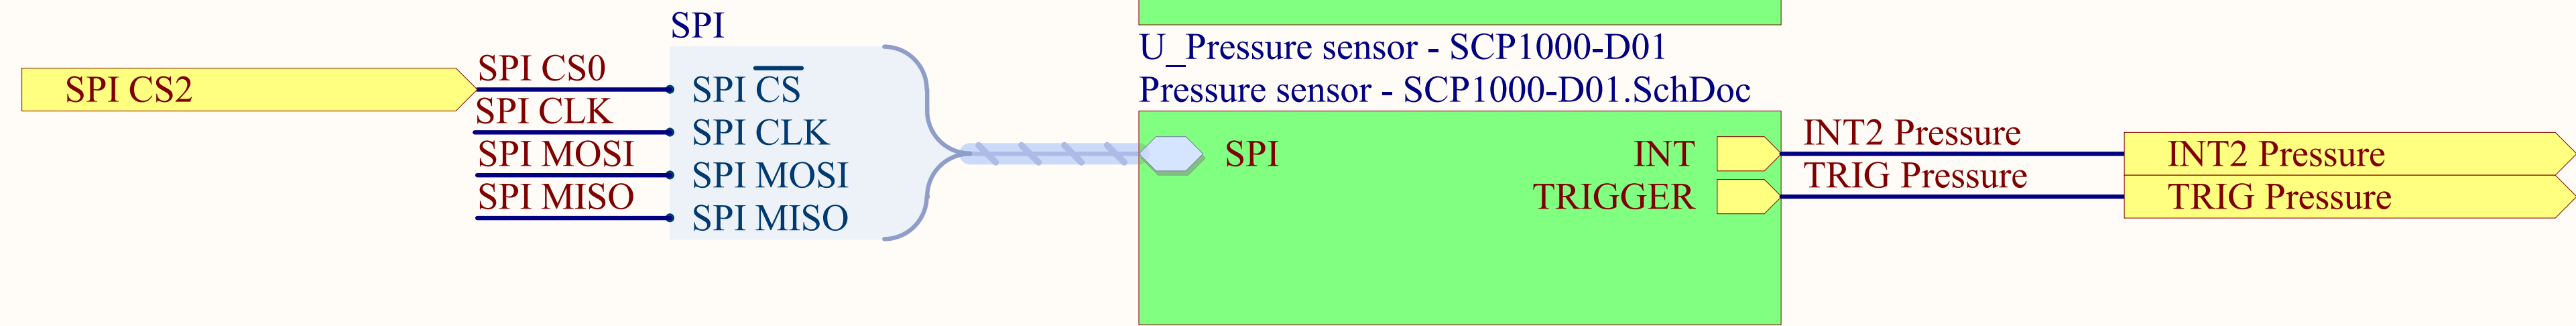 SPI
SPI CS2
SPI CS0
SPI CLK
SPI MOSI
SPI MISO
SPI C̅S̅
SPI CLK
SPI MOSI
SPI MISO
U_Pressure sensor - SCP1000-D01
Pressure sensor - SCP1000-D01.SchDoc
SPI
INT
TRIGGER
INT2 Pressure
TRIG Pressure
INT2 Pressure
TRIG Pressure